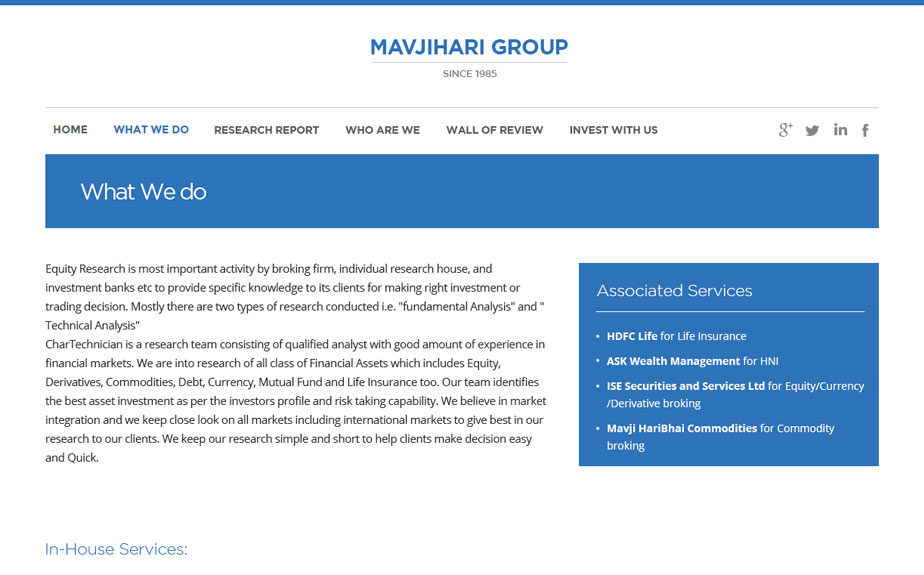 MAVJIHARI GROUP
SINCE 1985
HOME WHAT WE DO RESEARCH REPORT WHO ARE WE WALL OF REVIEW INVEST WITH US
What We do
Equity Research is most important activity by broking firm, individual research house, and
investment banks etc to provide specific knowledge to its clients for making right investment or
trading decision. Mostly there are two types of research conducted i.e. "fundamental Analysis" and "
Technical Analysis"
CharTechnician is a research team consisting of qualified analyst with good amount of experience in
financial markets. We are into research of all class of Financial Assets which includes Equity,
Derivatives, Commodities, Debt, Currency, Mutual Fund and Life Insurance too. Our team identifies
the best asset investment as per the investors profile and risk taking capability. We believe in market
integration and we keep close look on all markets including international markets to give best in our
research to our clients. We keep our research simple and short to help clients make decision easy
and Quick.
Associated Services
• HDFC Life for Life Insurance
• ASK Wealth Management for HNI
• ISE Securities and Services Ltd for Equity/Currency
/Derivative broking
• Mavji HariBhai Commodities for Commodity
broking
In-House Services: